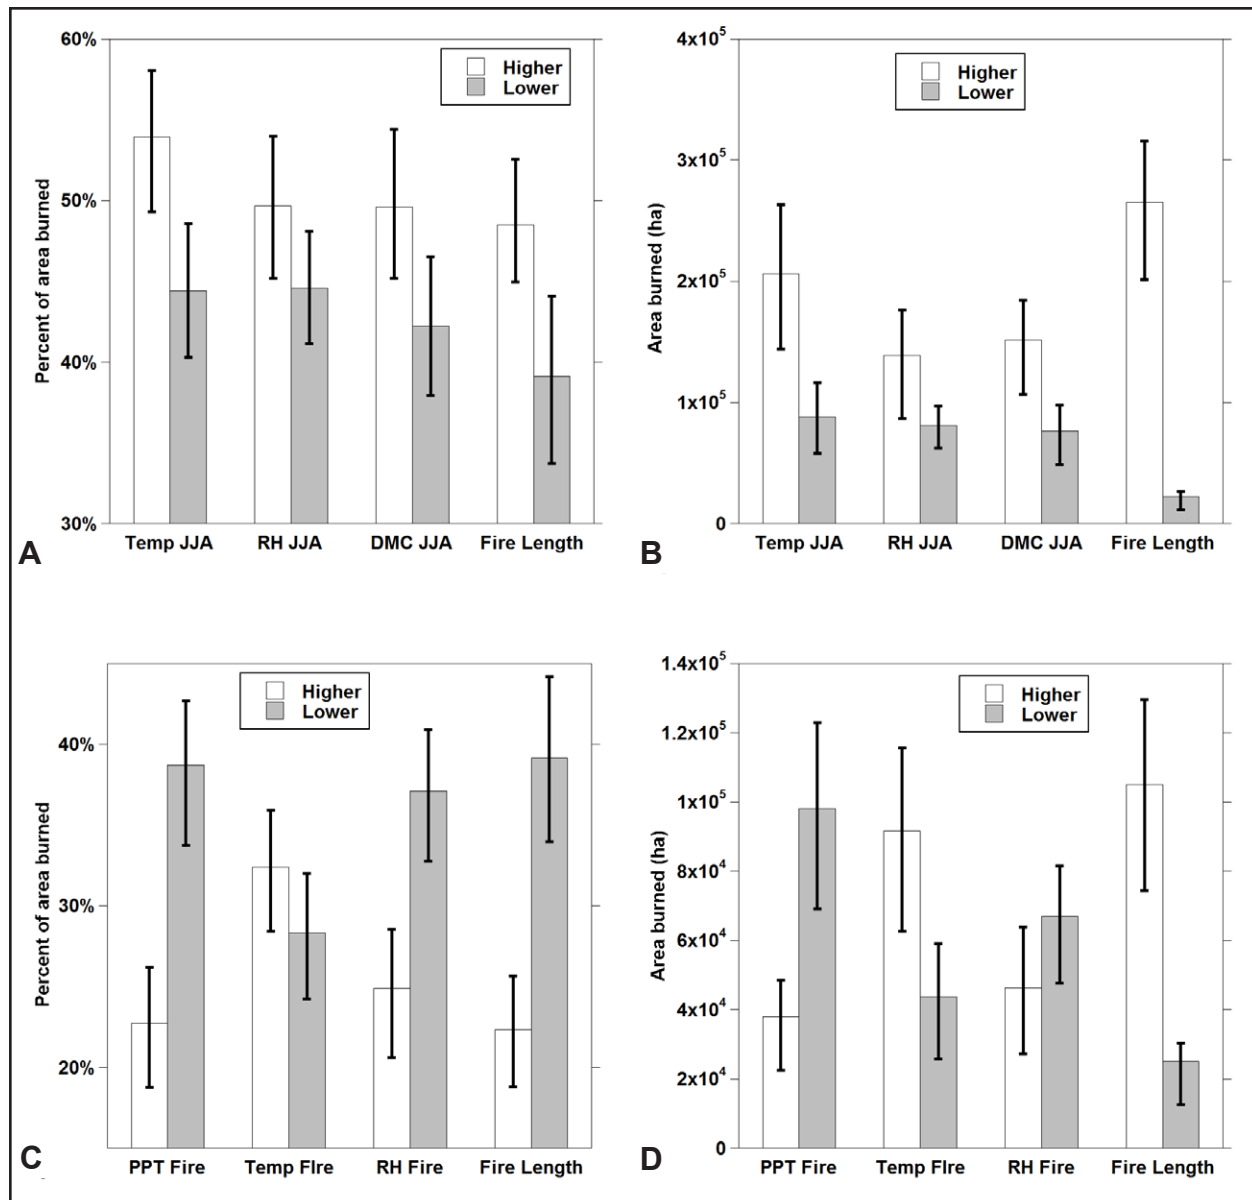 60%
50%
40%
30%
Percent of area burned
Higher
Lower
Temp JJA
RH JJA
DMC JJA
Fire Length
A
4x10⁵
3x10⁵
2x10⁵
1x10⁵
0
Area burned (ha)
Higher
Lower
Temp JJA
RH JJA
DMC JJA
Fire Length
B
40%
30%
20%
Percent of area burned
Higher
Lower
PPT Fire
Temp FIre
RH Fire
Fire Length
C
1.4x10⁵
1.2x10⁵
1x10⁵
8x10⁴
6x10⁴
4x10⁴
2x10⁴
0
Area burned (ha)
Higher
Lower
PPT Fire
Temp FIre
RH Fire
Fire Length
D